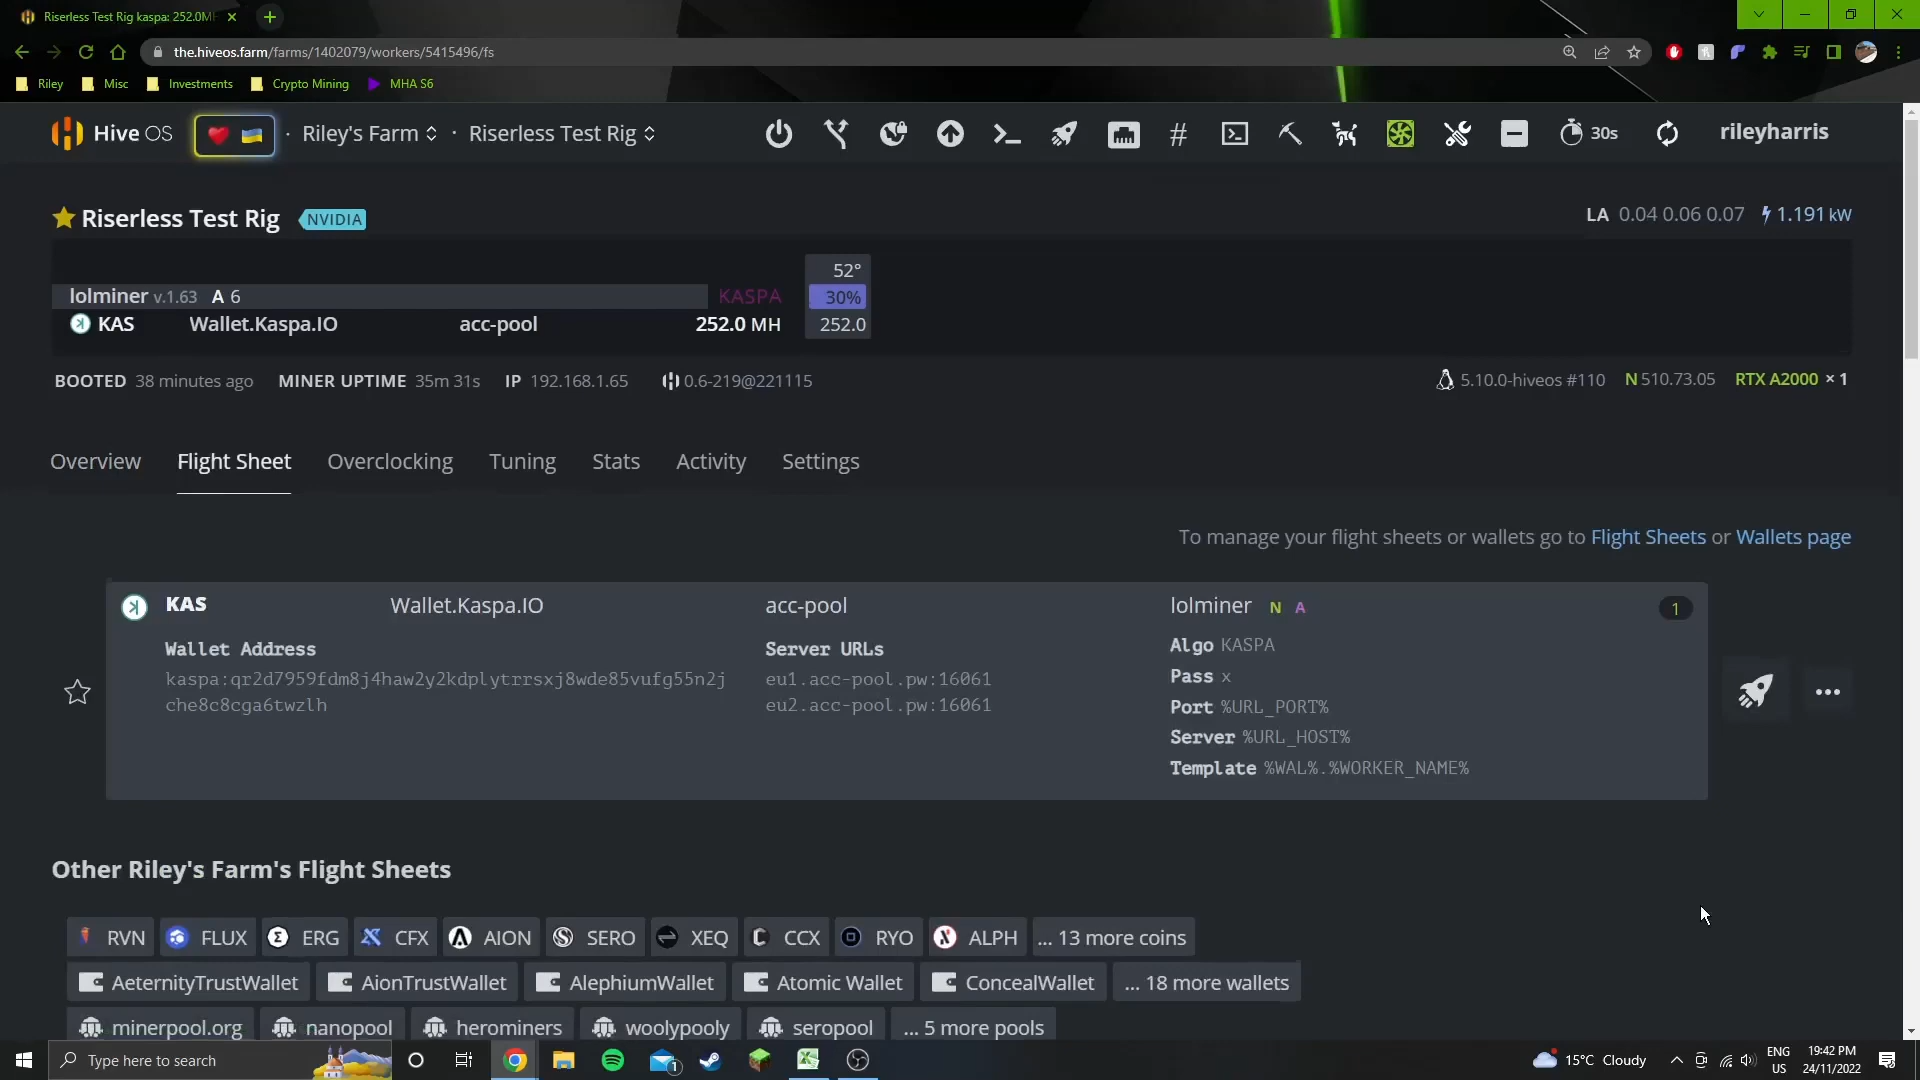 Riserless Test Rig kaspa: 252.0MH
the.hiveos.farm/farms/1402079/workers/5415496/fs
Riley Misc Investments Crypto Mining MHA S6
Hive OS · Riley's Farm · Riserless Test Rig # 30s rileyharris
Riserless Test Rig NVIDIA LA 0.04 0.06 0.07 1.191 kW
52°
lolminer v.1.63 A 6 KASPA 30%
KAS Wallet.Kaspa.IO acc-pool 252.0 MH 252.0
BOOTED 38 minutes ago MINER UPTIME 35m 31s IP 192.168.1.65 0.6-219@221115 5.10.0-hiveos #110 N 510.73.05 RTX A2000 × 1
Overview Flight Sheet Overclocking Tuning Stats Activity Settings
To manage your flight sheets or wallets go to Flight Sheets or Wallets page
KAS Wallet.Kaspa.IO acc-pool lolminer N A 1
Wallet Address Server URLs Algo KASPA
kaspa:qr2d7959fdm8j4haw2y2kdplytrrsxj8wde85vufg55n2j eu1.acc-pool.pw:16061 Pass x
che8c8cga6twzlh eu2.acc-pool.pw:16061 Port %URL_PORT%
Server %URL_HOST%
Template %WAL%.%WORKER_NAME%
Other Riley's Farm's Flight Sheets
RVN FLUX ERG CFX AION SERO XEQ CCX RYO ALPH ... 13 more coins
AeternityTrustWallet AionTrustWallet AlephiumWallet Atomic Wallet ConcealWallet ... 18 more wallets
minerpool.org nanopool herominers woolypooly seropool ... 5 more pools
Type here to search 1 15°C Cloudy ENG US 19:42 PM 24/11/2022